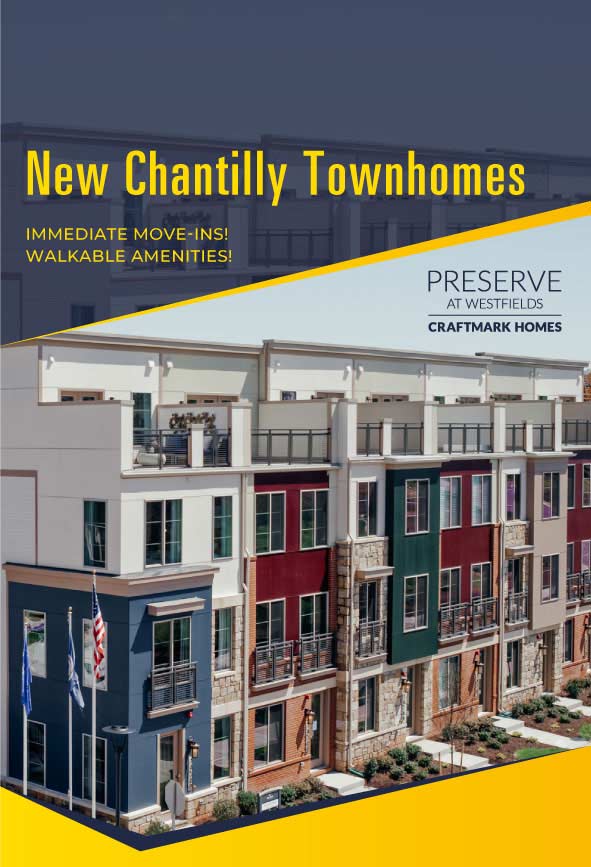 New Chantilly Townhomes
IMMEDIATE MOVE-INS!
WALKABLE AMENITIES!
PRESERVE
AT WESTFIELDS
CRAFTMARK HOMES